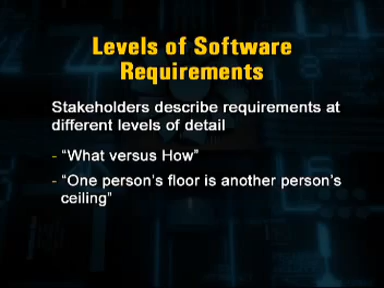 Levels of Software
Requirements
Stakeholders describe requirements at
different levels of detail
- “What versus How”
- “One person’s floor is another person’s
ceiling”